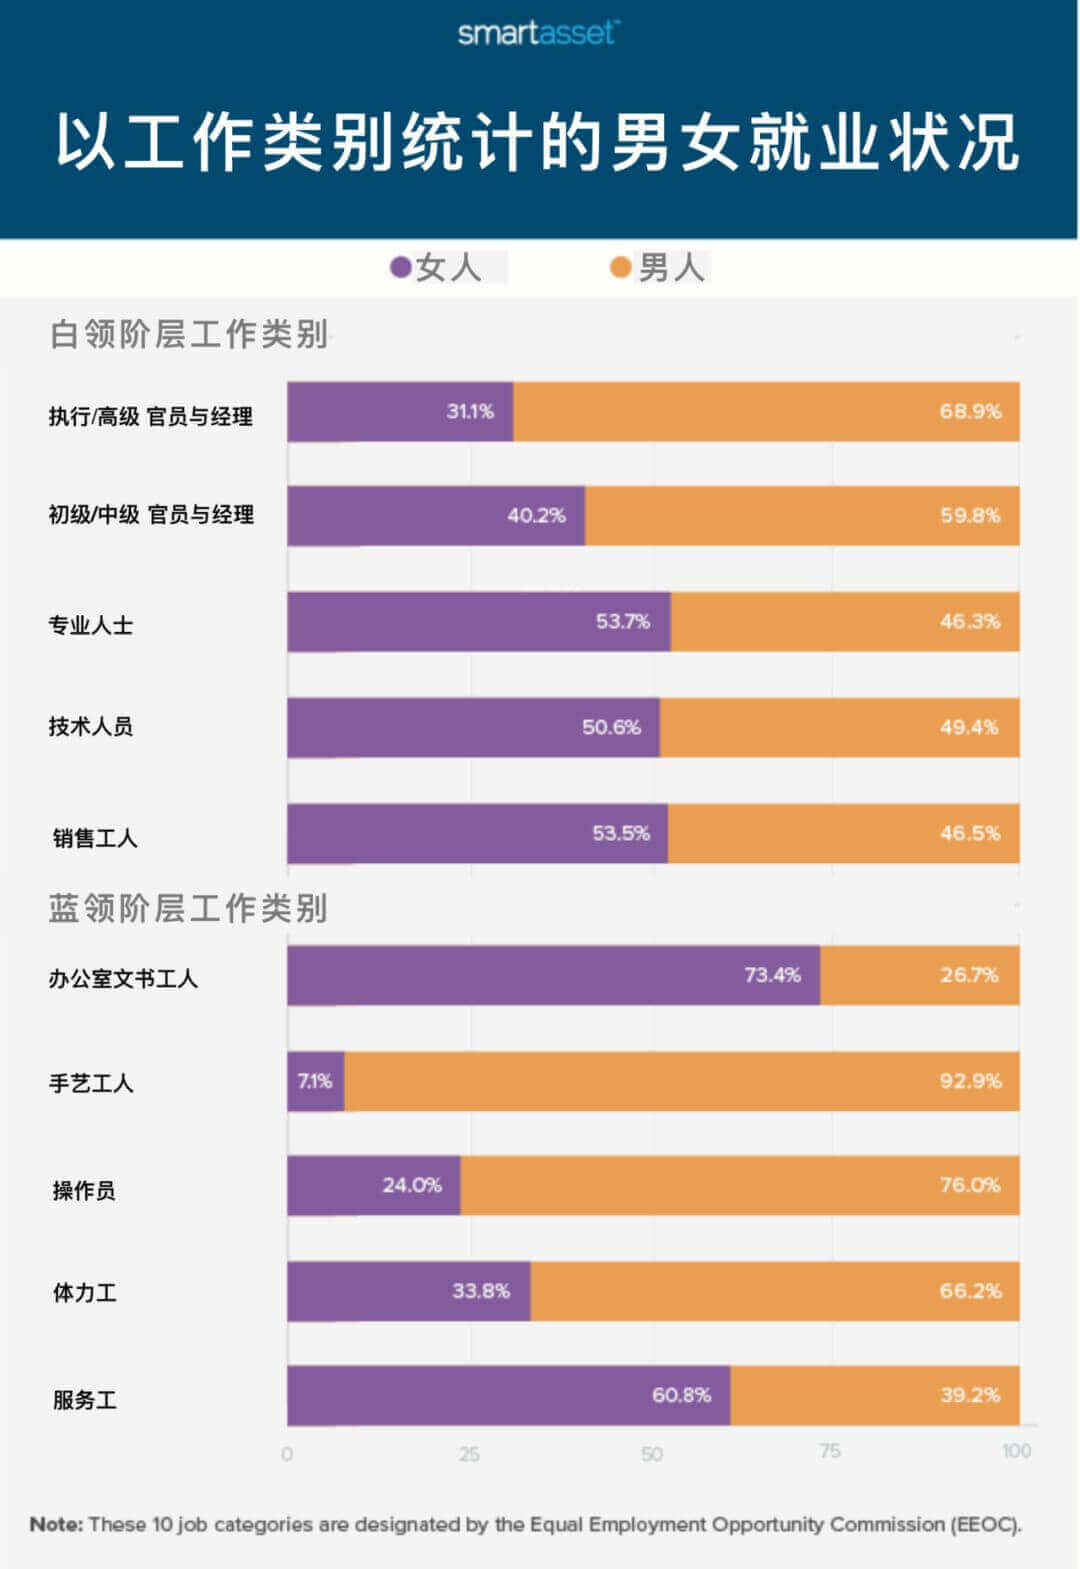 smartasset™
以工作类别统计的男女就业状况
女人 男人
白领阶层工作类别
执行/高级 官员与经理 31.1% 68.9%
初级/中级 官员与经理 40.2% 59.8%
专业人士 53.7% 46.3%
技术人员 50.6% 49.4%
销售工人 53.5% 46.5%
蓝领阶层工作类别
办公室文书工人 73.4% 26.7%
手艺工人 7.1% 92.9%
操作员 24.0% 76.0%
体力工 33.8% 66.2%
服务工 60.8% 39.2%
0 25 50 75 100
Note: These 10 job categories are designated by the Equal Employment Opportunity Commission (EEOC).